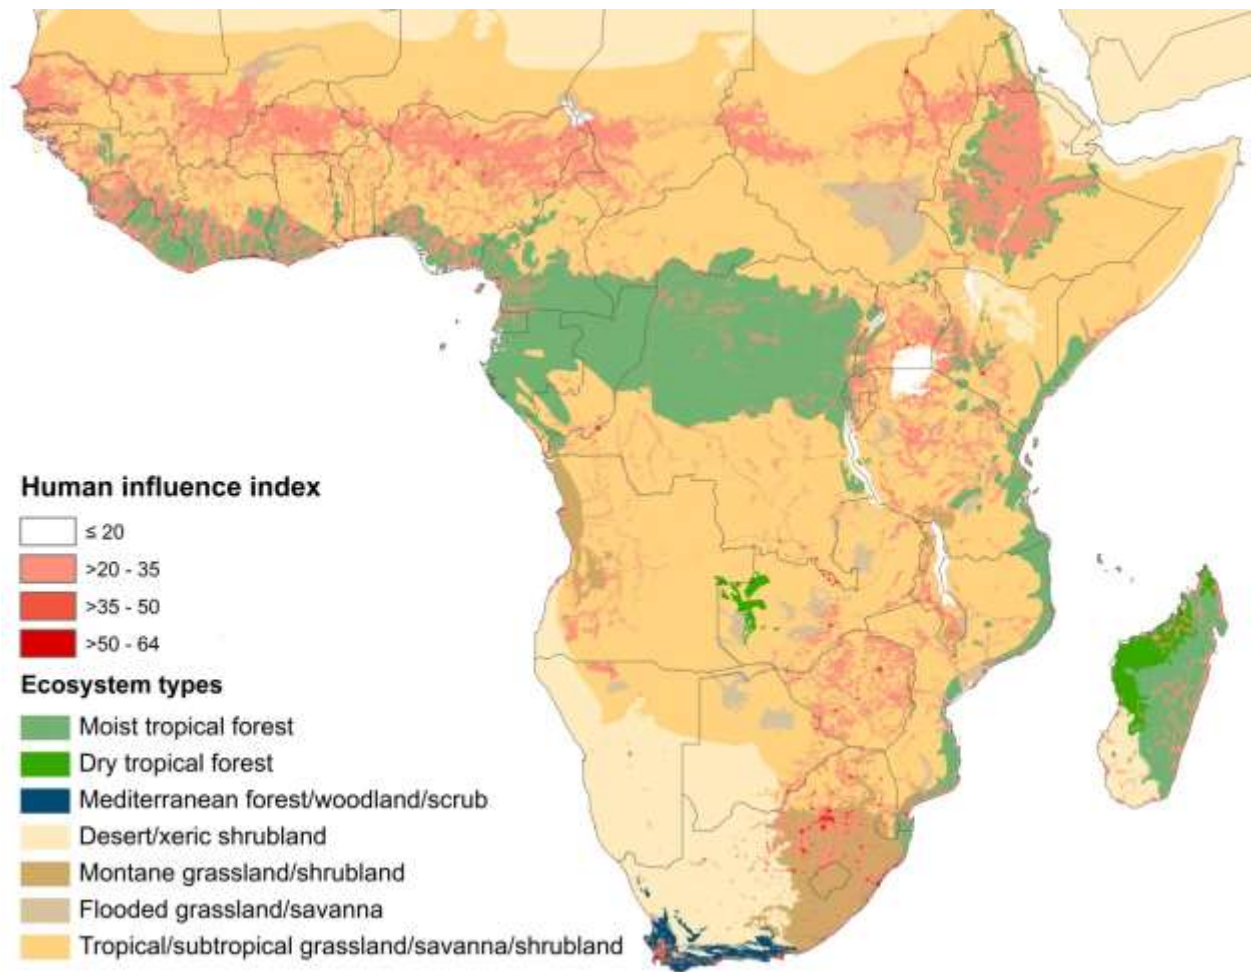 Human influence index
≤ 20
>20 - 35
>35 - 50
>50 - 64
Ecosystem types
Moist tropical forest
Dry tropical forest
Mediterranean forest/woodland/scrub
Desert/xeric shrubland
Montane grassland/shrubland
Flooded grassland/savanna
Tropical/subtropical grassland/savanna/shrubland